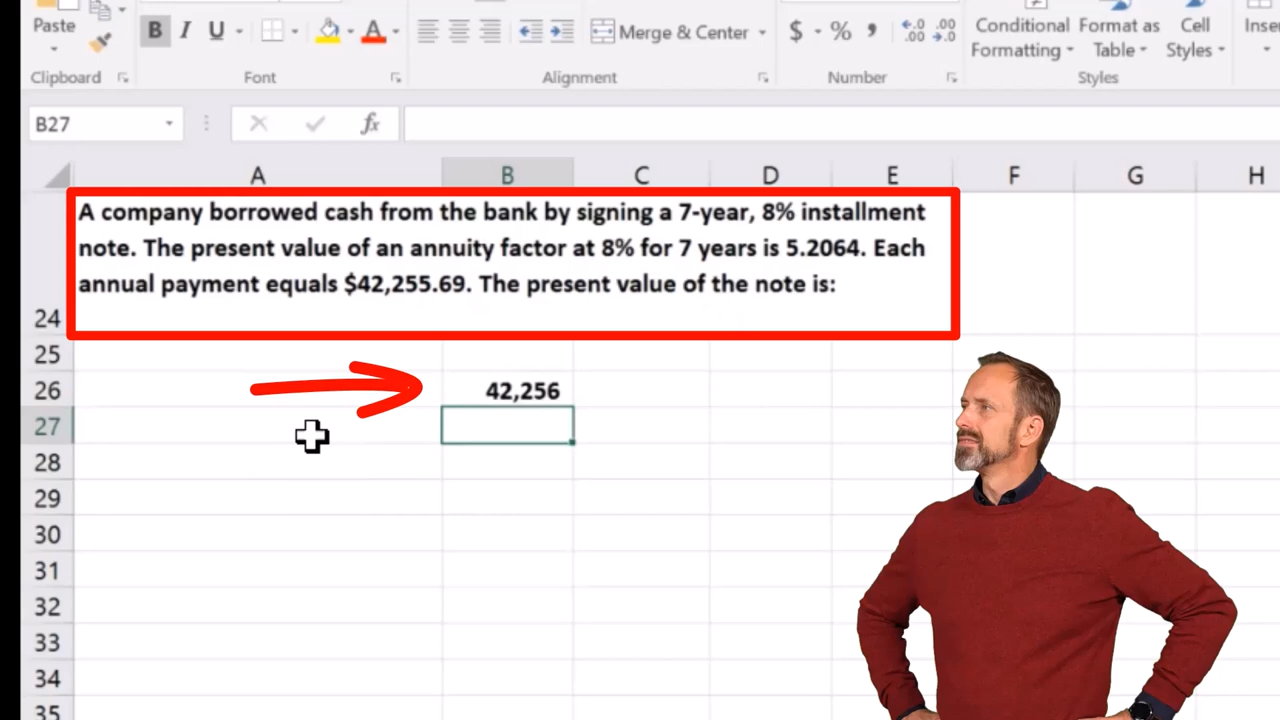 Paste
B I U A
Merge & Center
$ % ,
Conditional Formatting
Format as Table
Cell Styles
Clipboard
Font
Alignment
Number
Styles
B27
fx
A B C D E F G H
A company borrowed cash from the bank by signing a 7-year, 8% installment
note. The present value of an annuity factor at 8% for 7 years is 5.2064. Each
annual payment equals $42,255.69. The present value of the note is:
24
25
26 42,256
27
28
29
30
31
32
33
34
35